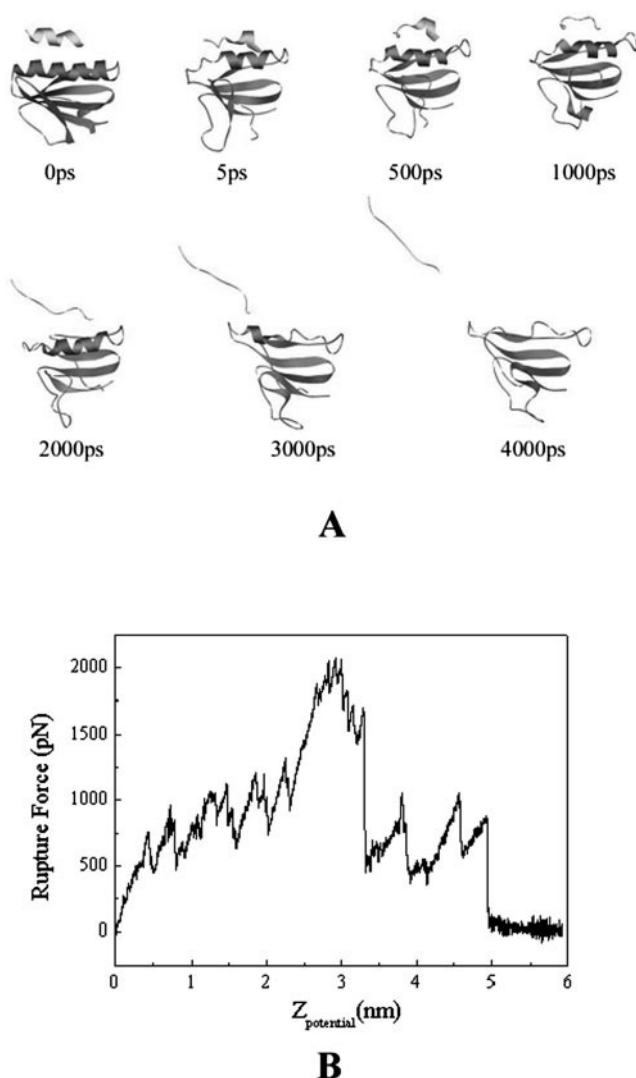 0ps 5ps 500ps 1000ps
2000ps 3000ps 4000ps
A
Rupture Force (pN)
2000
1500
1000
500
0
0 1 2 3 4 5 6
Z potential (nm)
B